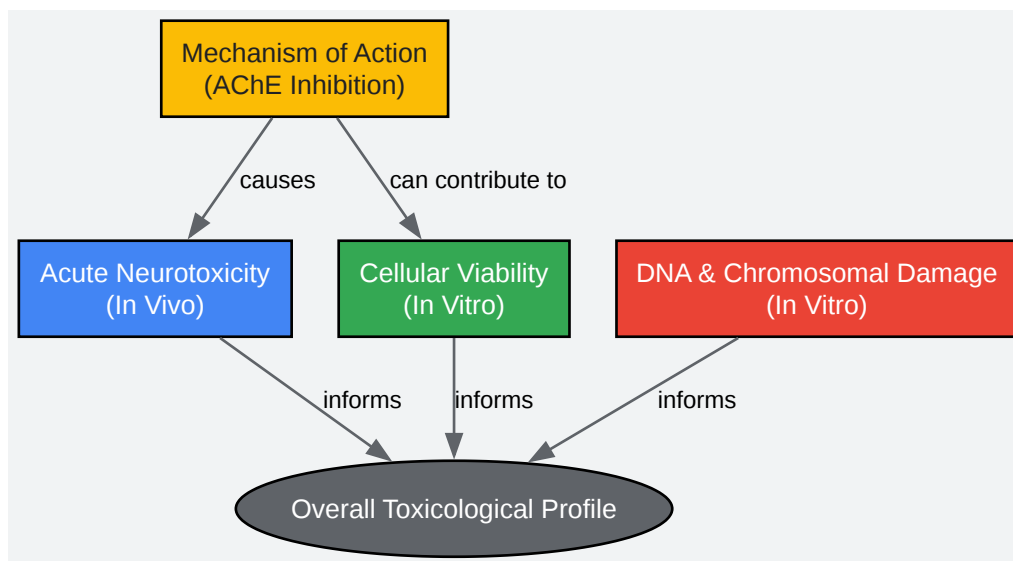 Mechanism of Action
(AChE Inhibition)
causes
can contribute to
Acute Neurotoxicity
(In Vivo)
Cellular Viability
(In Vitro)
DNA & Chromosomal Damage
(In Vitro)
informs
informs
informs
Overall Toxicological Profile